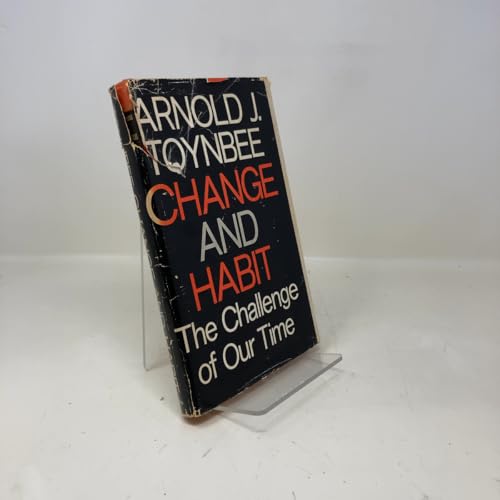 ARNOLD J.
TOYNBEE
CHANGE
AND
HABIT
The Challenge
of Our Time